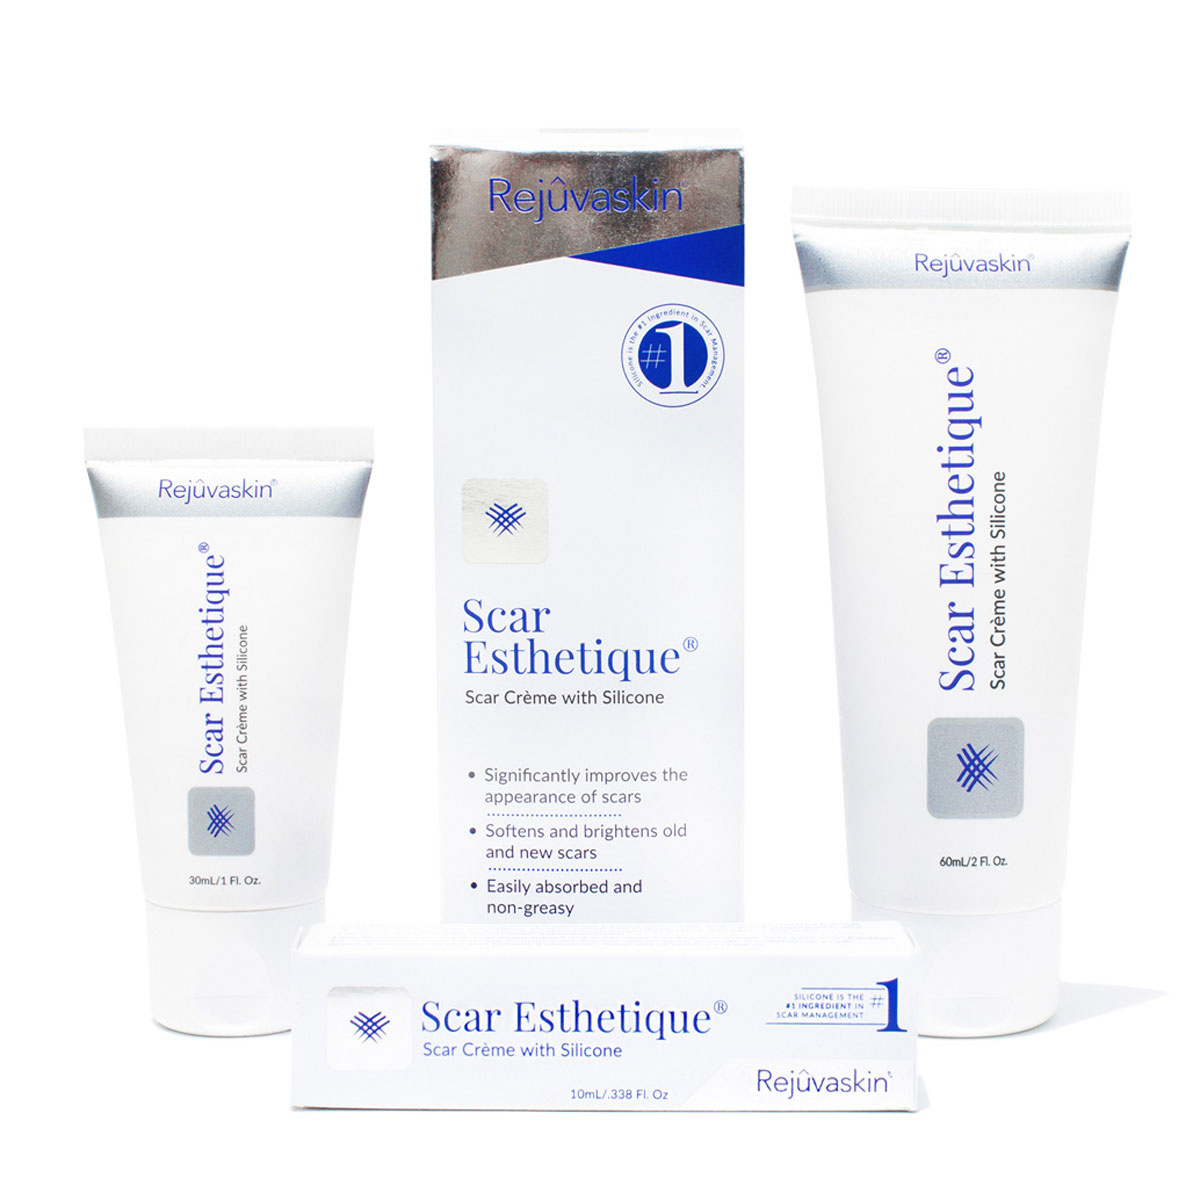 Rejûvaskin®
Scar Esthetique®
Scar Crème with Silicone
30mL/1 Fl. Oz.
Rejûvaskin
Silicone is the #1 Ingredient in Scar Management.
#1
Scar
Esthetique®
Scar Crème with Silicone
• Significantly improves the
appearance of scars
• Softens and brightens old
and new scars
• Easily absorbed and
non-greasy
Rejûvaskin®
Scar Esthetique®
Scar Crème with Silicone
60mL/2 Fl. Oz.
Scar Esthetique®
Scar Crème with Silicone
10mL/.338 Fl. Oz
SILICONE IS THE
#1 INGREDIENT IN
SCAR MANAGEMENT
#1
Rejûvaskin